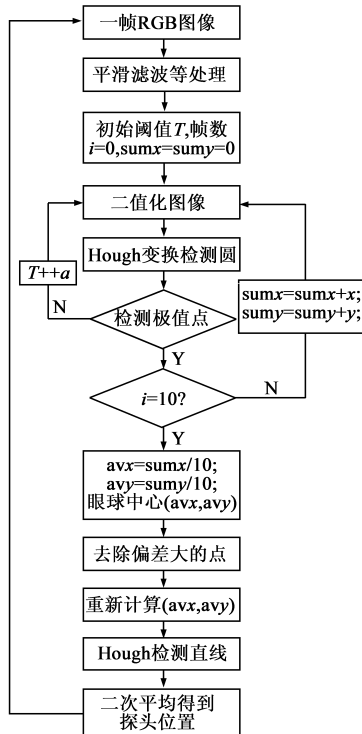 一帧RGB图像
平滑滤波等处理
初始阈值T,帧数
i=0,sumx=sumy=0
二值化图像
T++a
Hough变换检测圆
N
检测极值点
sumx=sumx+x;
sumy=sumy+y;
Y
i=10?
N
Y
avx=sumx/10;
avy=sumy/10;
眼球中心(avx,avy)
去除偏差大的点
重新计算(avx,avy)
Hough检测直线
二次平均得到
探头位置